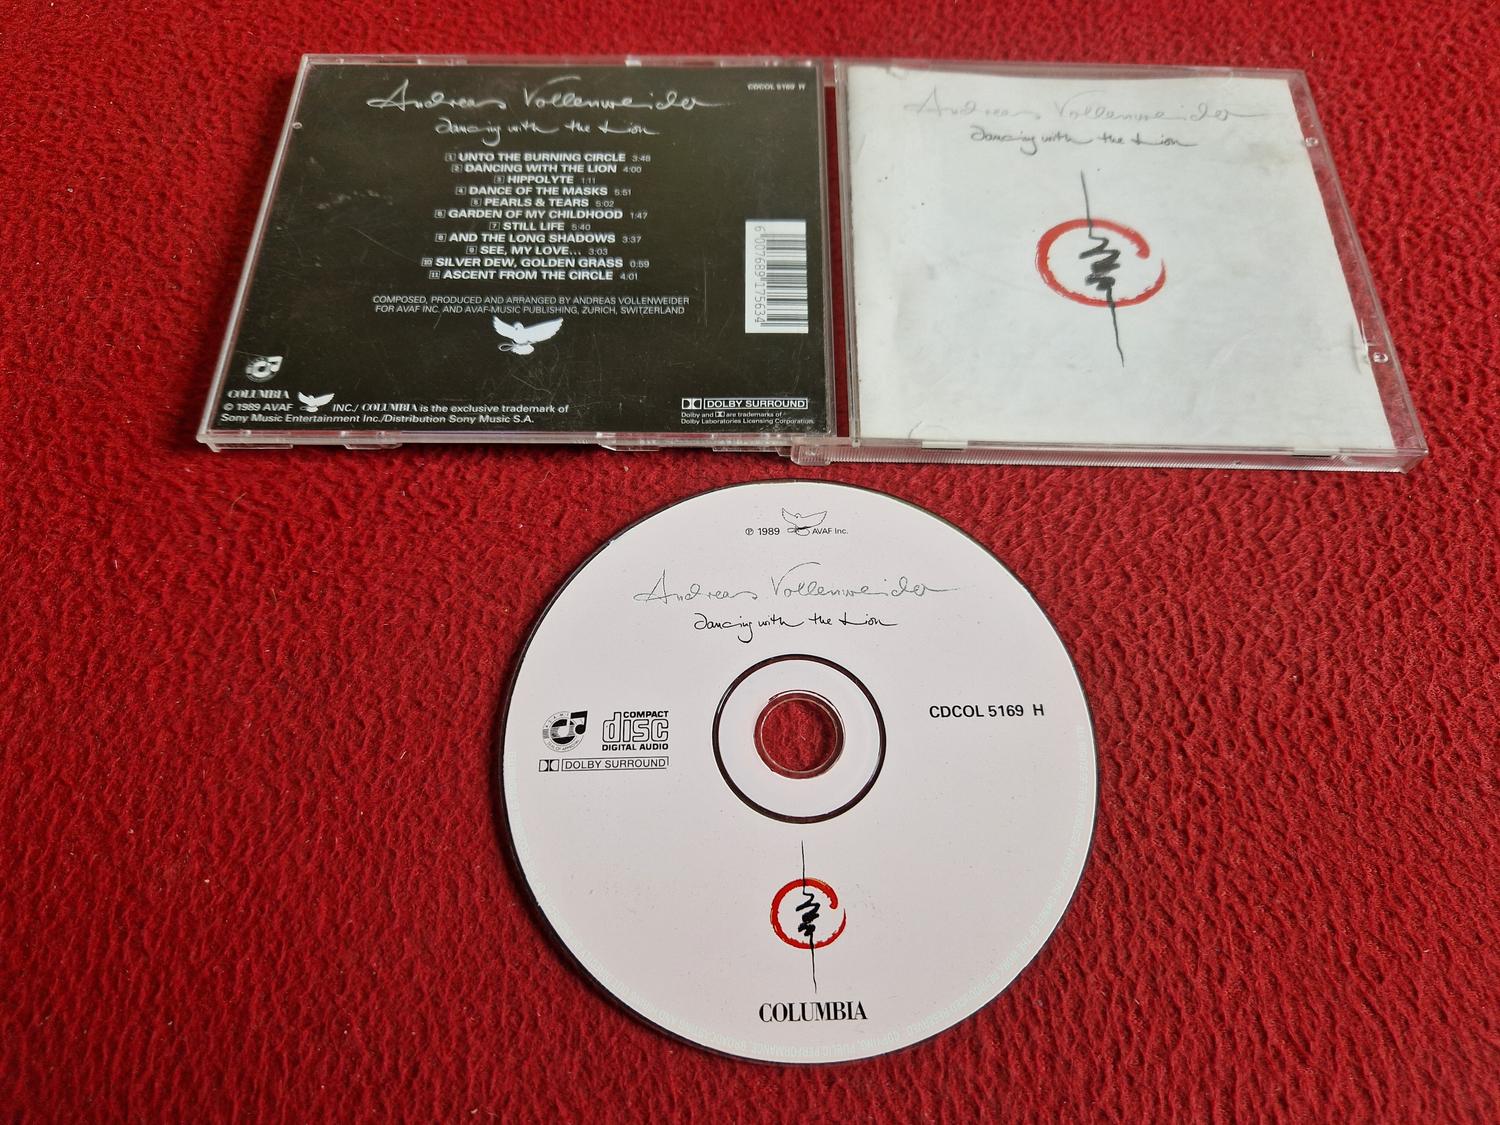 Andreas Vollenweider
CDCOL 5169 H
dancing with the Lion
1 UNTO THE BURNING CIRCLE 3:48
2 DANCING WITH THE LION 4:00
3 HIPPOLYTE 1:11
4 DANCE OF THE MASKS 5:51
5 PEARLS & TEARS 5:02
6 GARDEN OF MY CHILDHOOD 1:47
7 STILL LIFE 5:40
8 AND THE LONG SHADOWS 3:37
9 SEE, MY LOVE... 3:03
10 SILVER DEW, GOLDEN GRASS 0:59
11 ASCENT FROM THE CIRCLE 4:01
COMPOSED, PRODUCED AND ARRANGED BY ANDREAS VOLLENWEIDER
FOR AVAF INC. AND AVAF-MUSIC PUBLISHING, ZURICH, SWITZERLAND
6 007689 175634
COLUMBIA
© 1989 AVAF INC./ COLUMBIA is the exclusive trademark of
Sony Music Entertainment Inc./Distribution Sony Music S.A.
DOLBY SURROUND
Dolby and are trademarks of
Dolby Laboratories Licensing Corporation.
Andreas Vollenweider
dancing with the Lion
℗ 1989 AVAF Inc.
Andreas Vollenweider
dancing with the Lion
COMPACT
disc
DIGITAL AUDIO
DOLBY SURROUND
CDCOL 5169 H
COLUMBIA